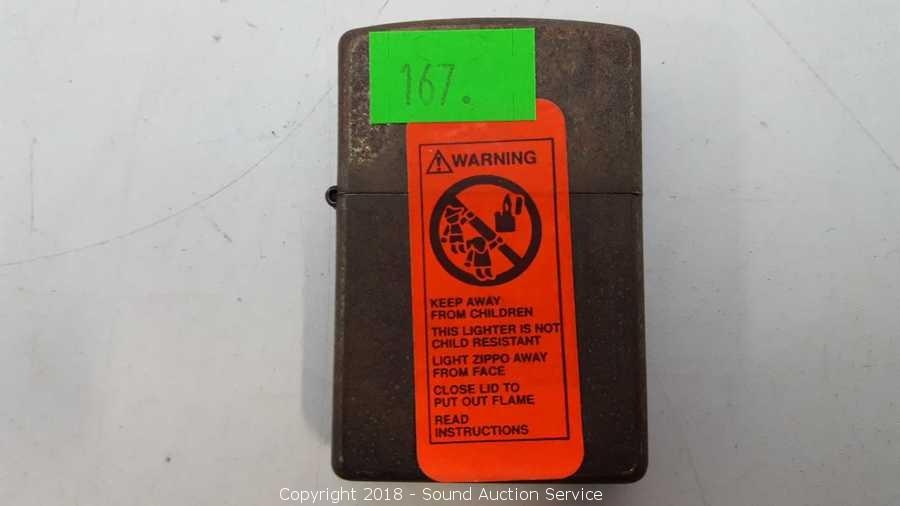 167.
WARNING
KEEP AWAY
FROM CHILDREN
THIS LIGHTER IS NOT
CHILD RESISTANT
LIGHT ZIPPO AWAY
FROM FACE
CLOSE LID TO
PUT OUT FLAME
READ
INSTRUCTIONS
Copyright 2018 - Sound Auction Service